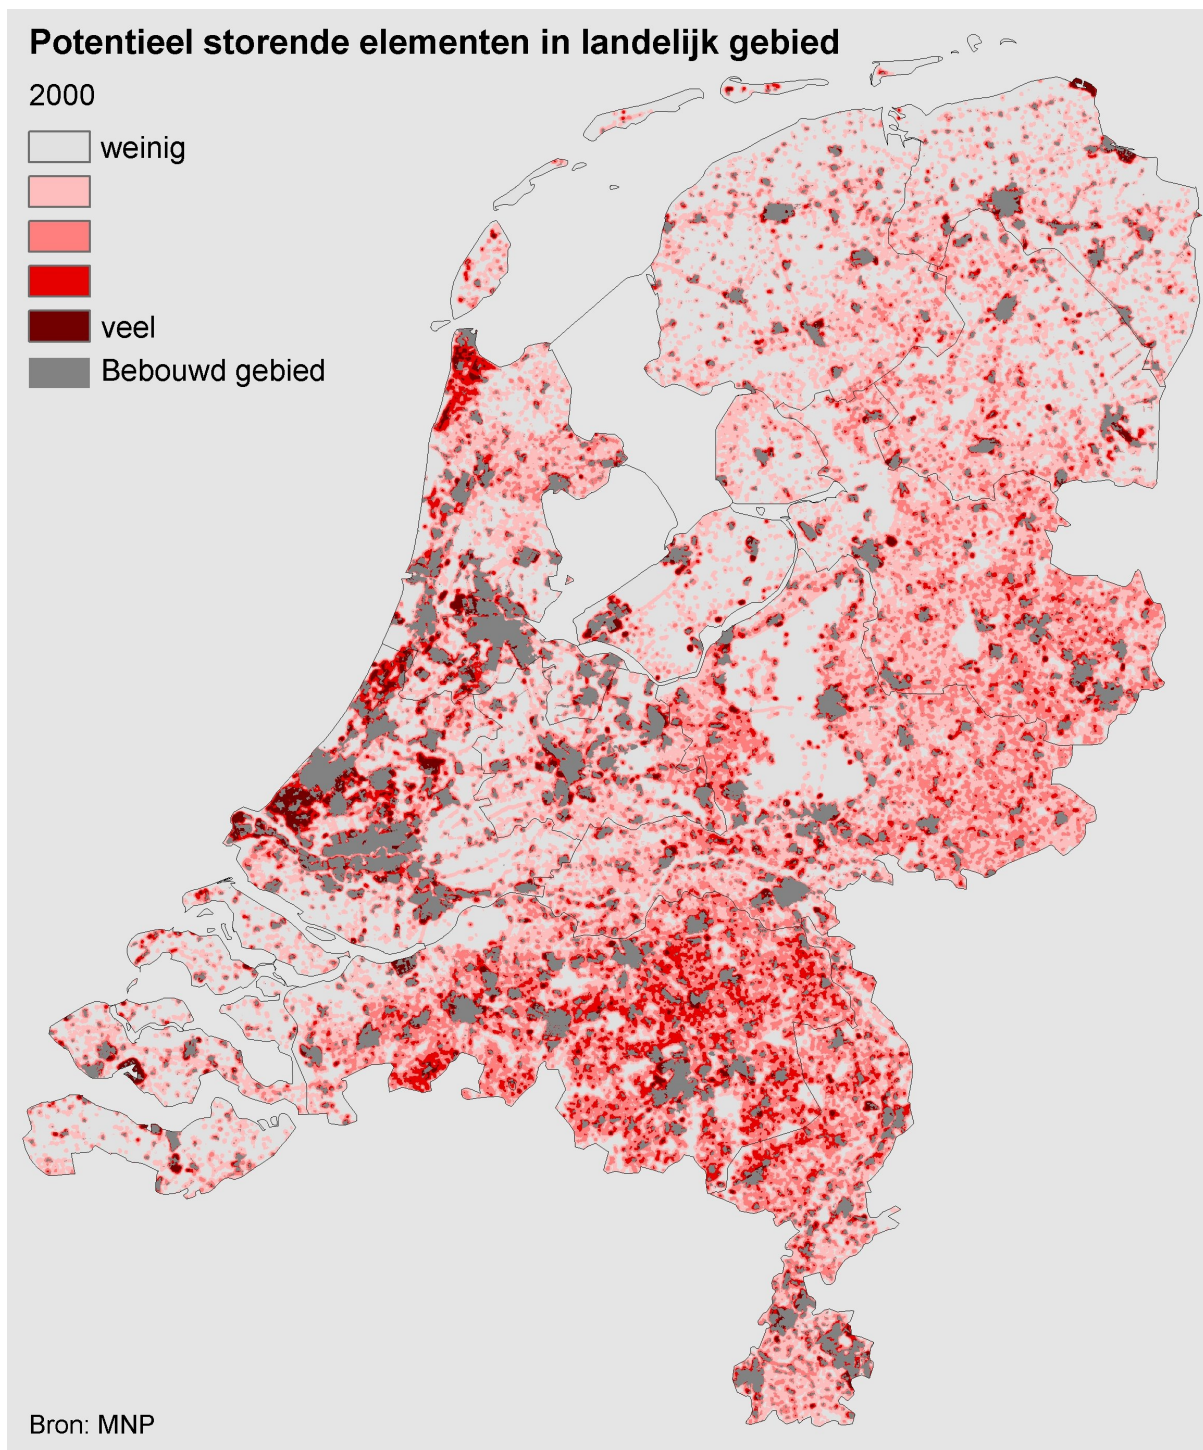 Potentieel storende elementen in landelijk gebied
2000
weinig
veel
Bebouwd gebied
Bron: MNP